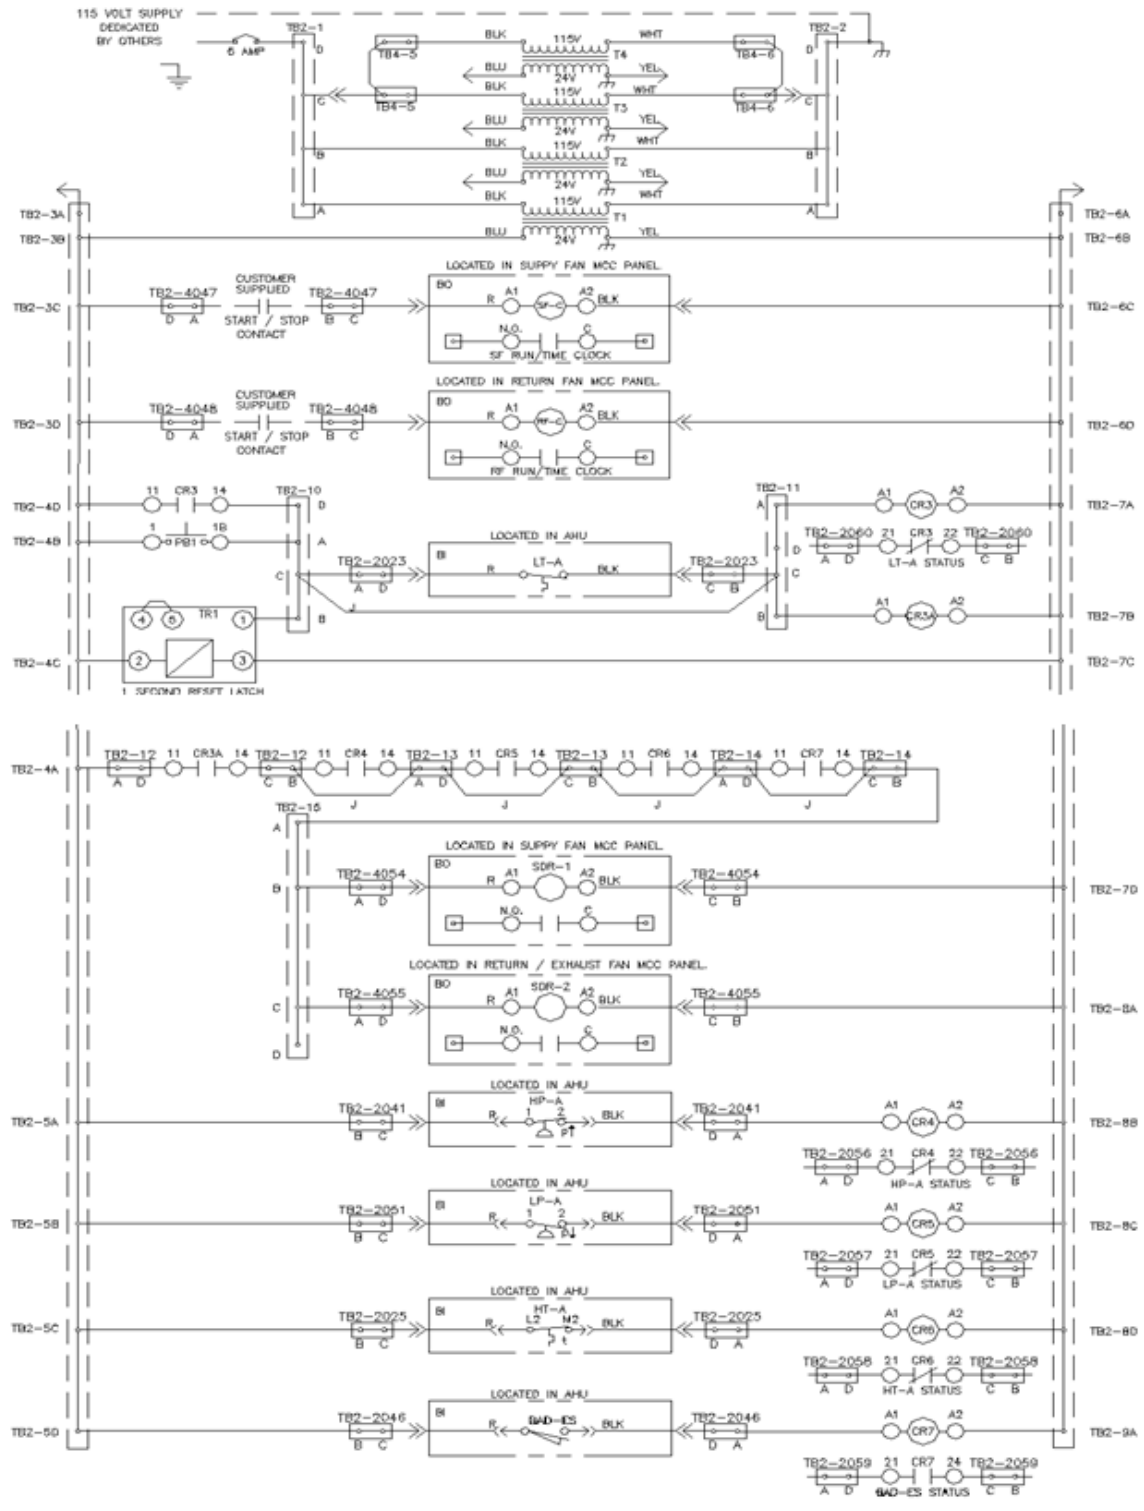 115 VOLT SUPPLY
DEDICATED
BY OTHERS
6 AMP
TB2-1
TB2-2
D
D
BLK
115V
WHT
TB4-5
T4
TB4-6
BLU
24V
YEL
C
BLK
115V
WHT
C
TB4-5
T3
TB4-6
BLU
24V
YEL
B
BLK
115V
WHT
B
T2
BLU
24V
YEL
A
BLK
115V
WHT
A
T1
TB2-3A
TB2-6A
TB2-3B
BLU
24V
YEL
TB2-6B
LOCATED IN SUPPY FAN MCC PANEL.
TB2-3C
TB2-4047
D A
CUSTOMER
SUPPLIED
START / STOP
CONTACT
TB2-4047
B C
BO
R A1 SF-C A2 BLK
N.O. C
SF RUN/TIME CLOCK
TB2-6C
LOCATED IN RETURN FAN MCC PANEL.
TB2-3D
TB2-4048
D A
CUSTOMER
SUPPLIED
START / STOP
CONTACT
TB2-4048
B C
BO
R A1 RF-C A2 BLK
N.O. C
RF RUN/TIME CLOCK
TB2-6D
TB2-4D
11 CR3 14
TB2-10
D
TB2-11
A
A1 CR3 A2
TB2-7A
TB2-4B
1 PB1 1B
A
LOCATED IN AHU
D
TB2-2060 21 CR3 22 TB2-2060
A D LT-A STATUS C B
C
TB2-2023
A D
BI
R LT-A BLK
TB2-2023
C B
C
J
4 5 TR1 1
B
B
A1 CR3A A2
TB2-7B
TB2-4C
2 3
TB2-7C
1 SECOND RESET LATCH
TB2-4A
TB2-12 11 CR3A 14 TB2-12 11 CR4 14 TB2-13 11 CR5 14 TB2-13 11 CR6 14 TB2-14 11 CR7 14 TB2-14
A D C B A D C B A D C B
J J J J
TB2-15
A
LOCATED IN SUPPY FAN MCC PANEL.
B
TB2-4054
A D
BO
R A1 SDR-1 A2 BLK
N.O. C
TB2-4054
C B
TB2-7D
LOCATED IN RETURN / EXHAUST FAN MCC PANEL.
C
TB2-4055
A D
BO
R A1 SDR-2 A2 BLK
N.O. C
TB2-4055
C B
TB2-8A
D
LOCATED IN AHU
TB2-5A
TB2-2041
B C
BI
HP-A
R 1 2 P BLK
TB2-2041
D A
A1 CR4 A2
TB2-8B
TB2-2056 21 CR4 22 TB2-2056
A D HP-A STATUS C B
LOCATED IN AHU
TB2-5B
TB2-2051
B C
BI
LP-A
R 1 2 P BLK
TB2-2051
D A
A1 CR5 A2
TB2-8C
TB2-2057 21 CR5 22 TB2-2057
A D LP-A STATUS C B
LOCATED IN AHU
TB2-5C
TB2-2025
B C
BI
HT-A
R L2 M2 t BLK
TB2-2025
D A
A1 CR6 A2
TB2-8D
TB2-2058 21 CR6 22 TB2-2058
A D HT-A STATUS C B
LOCATED IN AHU
TB2-5D
TB2-2046
B C
BI
R BAD-ES BLK
TB2-2046
D A
A1 CR7 A2
TB2-9A
TB2-2059 21 CR7 24 TB2-2059
A D BAD-ES STATUS C B